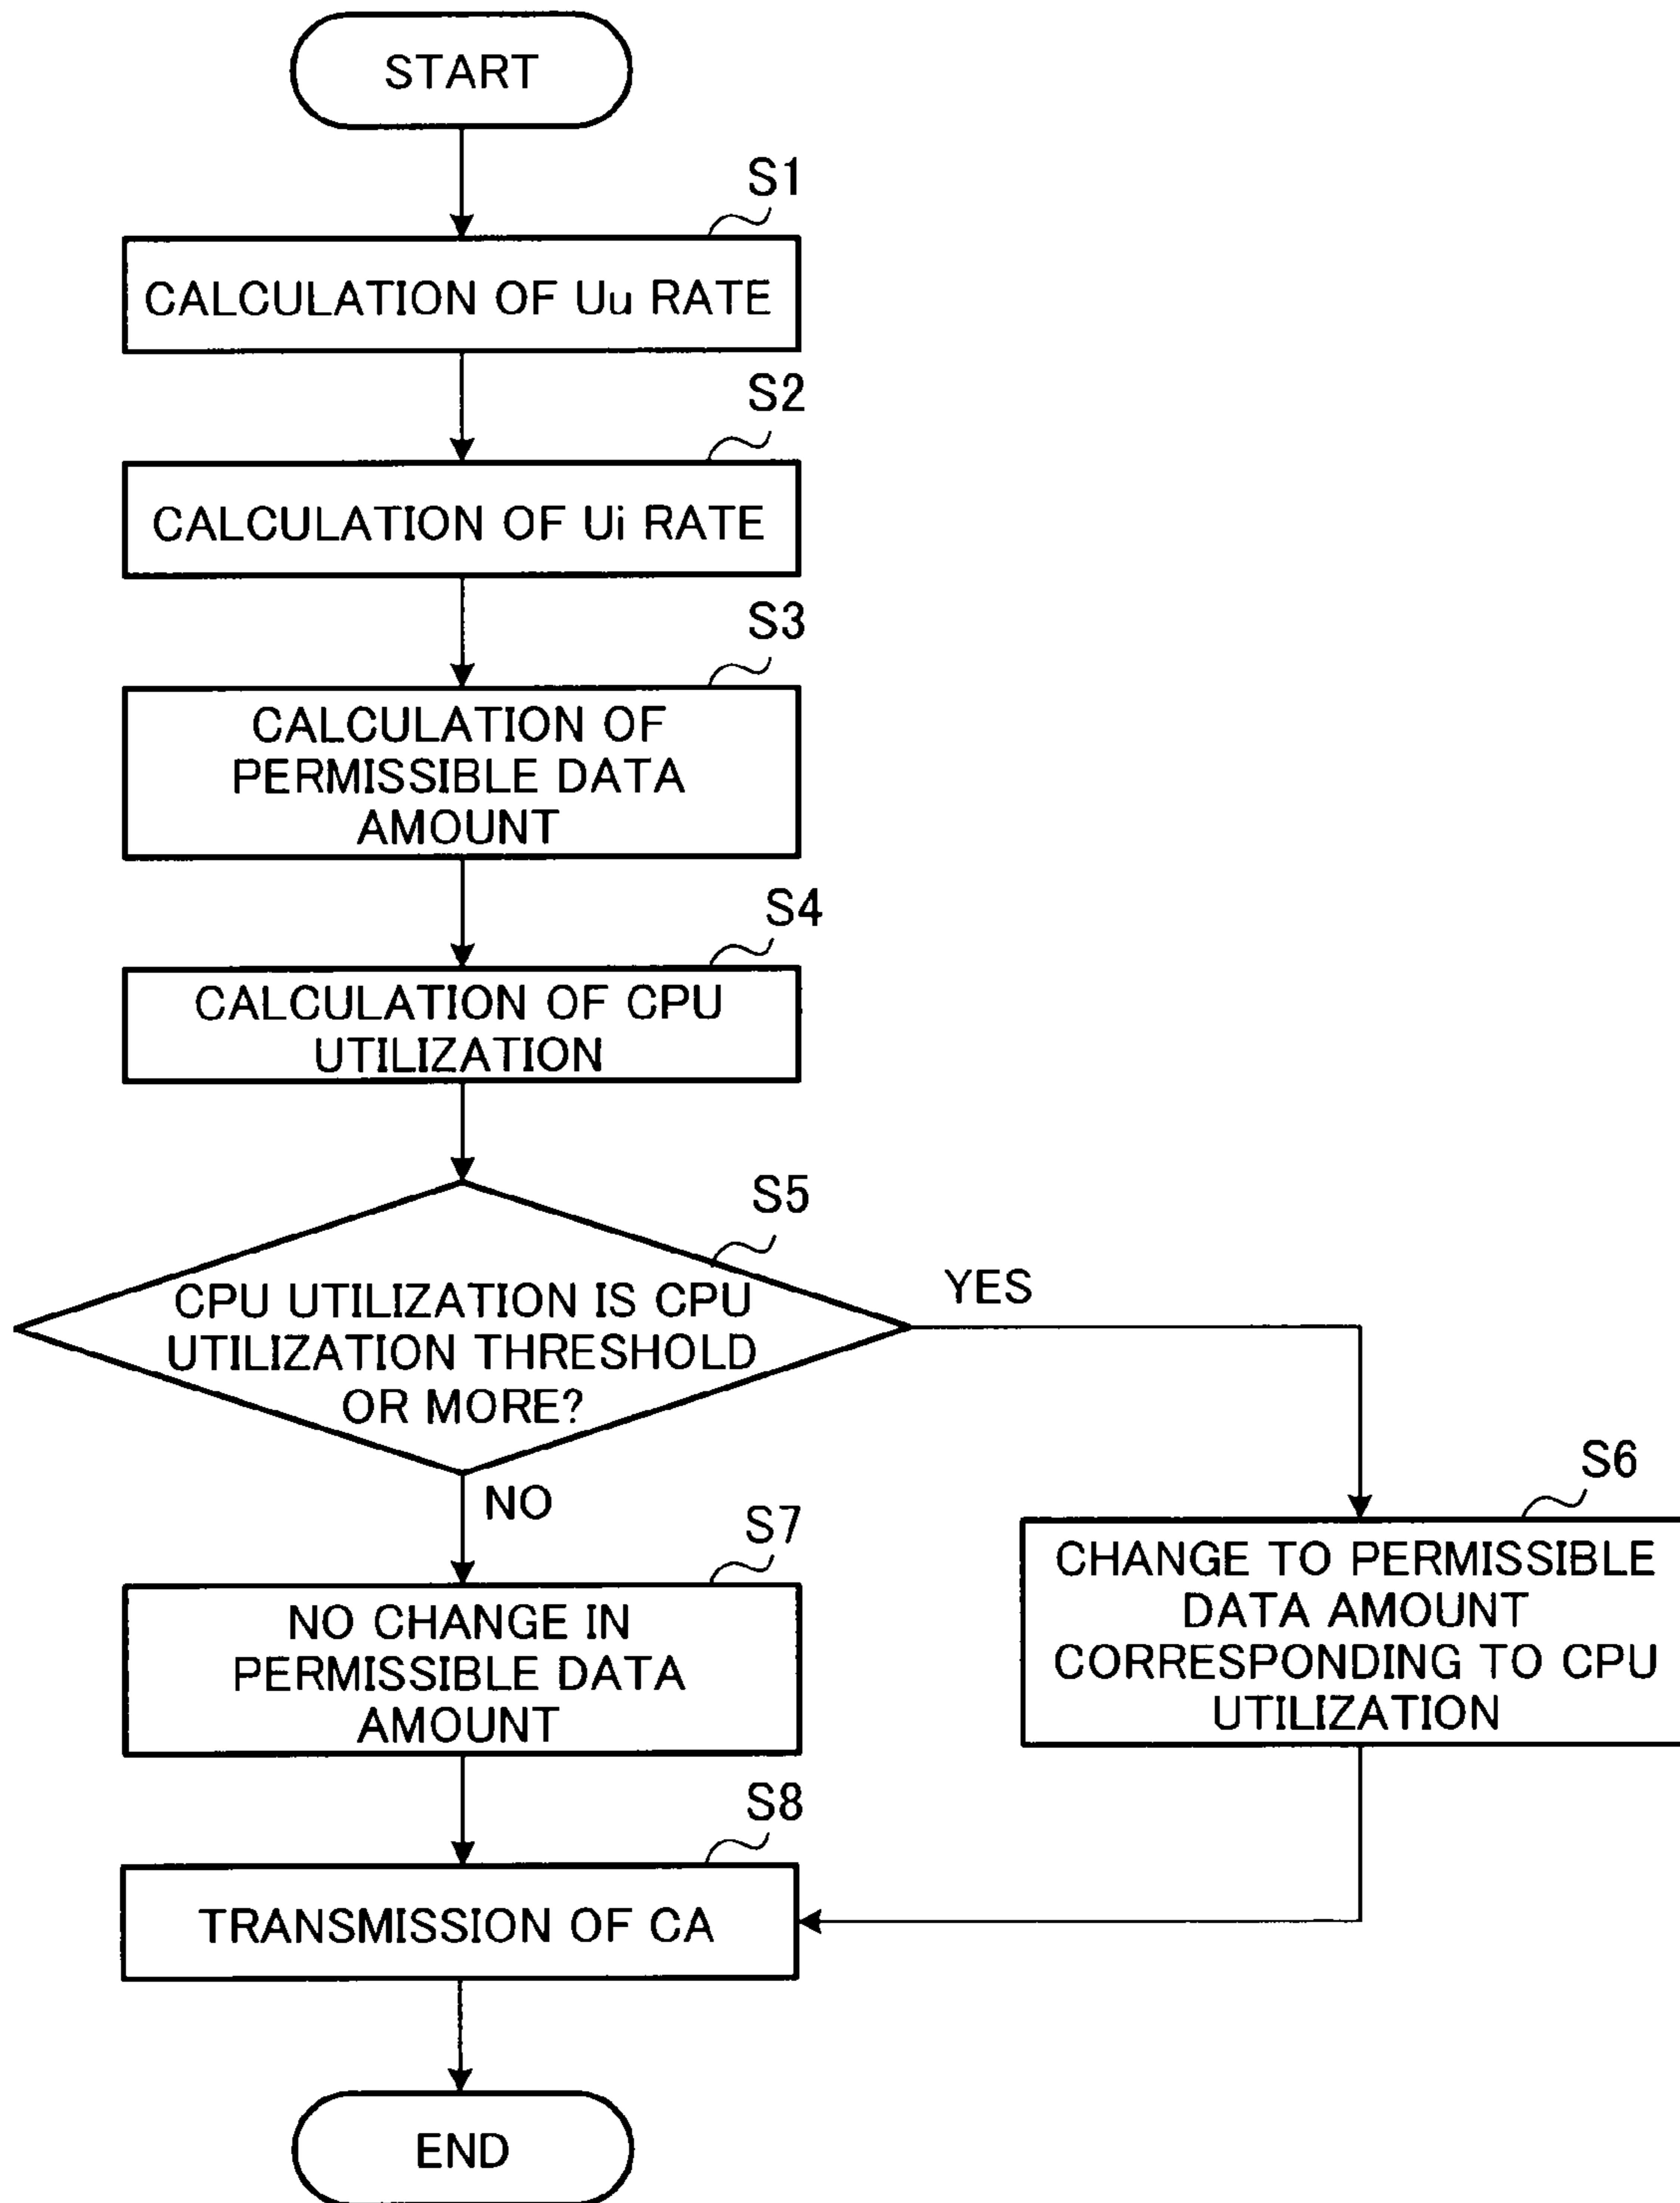 START
S1
CALCULATION OF Uu RATE
S2
CALCULATION OF Ui RATE
S3
CALCULATION OF
PERMISSIBLE DATA
AMOUNT
S4
CALCULATION OF CPU
UTILIZATION
S5
CPU UTILIZATION IS CPU
UTILIZATION THRESHOLD
OR MORE?
YES
NO
S6
CHANGE TO PERMISSIBLE
DATA AMOUNT
CORRESPONDING TO CPU
UTILIZATION
S7
NO CHANGE IN
PERMISSIBLE DATA
AMOUNT
S8
TRANSMISSION OF CA
END